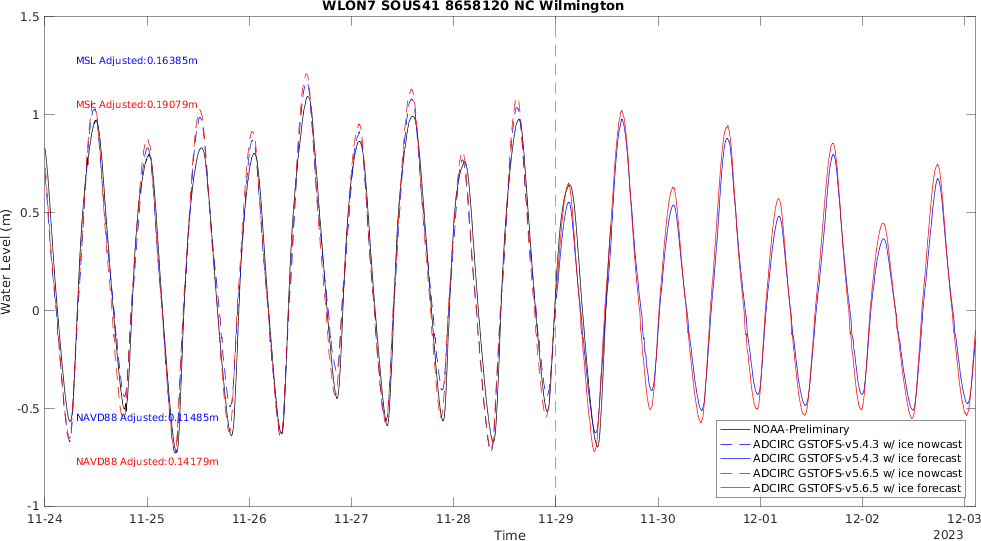 WLON7 SOUS41 8658120 NC Wilmington
1.5
1
0.5
0
-0.5
-1
Water Level (m)
MSL Adjusted:0.16385m
MSL Adjusted:0.19079m
NAVD88 Adjusted:0.11485m
NAVD88 Adjusted:0.14179m
NOAA-Preliminary
ADCIRC GSTOFS-v5.4.3 w/ ice nowcast
ADCIRC GSTOFS-v5.4.3 w/ ice forecast
ADCIRC GSTOFS-v5.6.5 w/ ice nowcast
ADCIRC GSTOFS-v5.6.5 w/ ice forecast
11-24 11-25 11-26 11-27 11-28 11-29 11-30 12-01 12-02 12-03
Time
2023